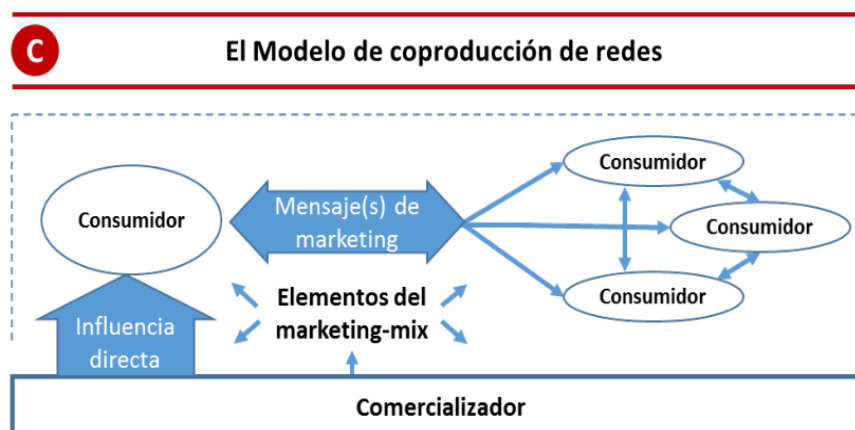 C
El Modelo de coproducción de redes
Consumidor
Mensaje(s) de
marketing
Consumidor
Consumidor
Consumidor
Elementos del
marketing-mix
Influencia
directa
Comercializador